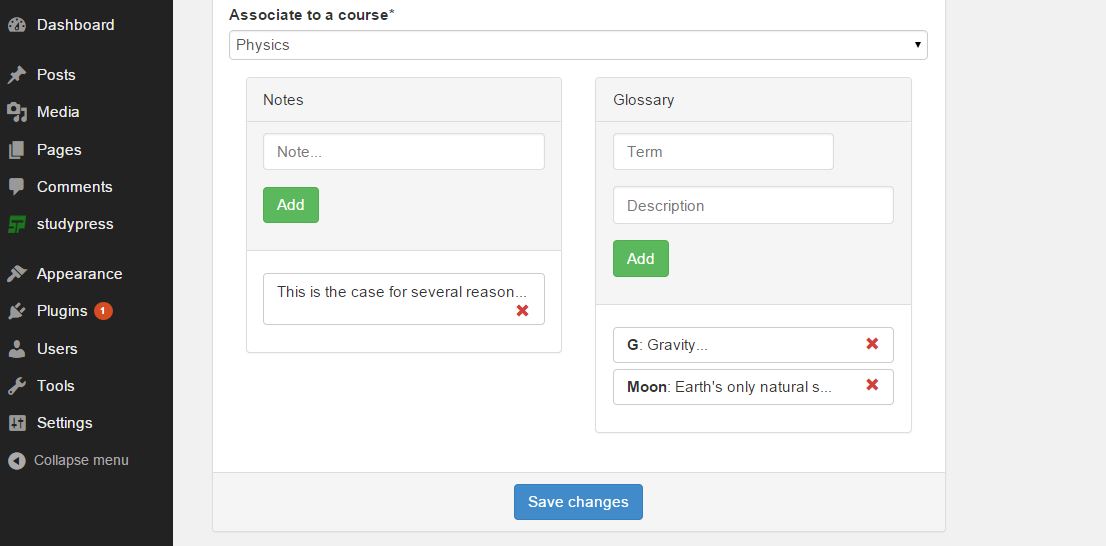 Dashboard
Posts
Media
Pages
Comments
studypress
Appearance
Plugins 1
Users
Tools
Settings
Collapse menu
Associate to a course*
Physics
Notes
Note...
Add
This is the case for several reason...
Glossary
Term
Description
Add
G: Gravity...
Moon: Earth's only natural s...
Save changes